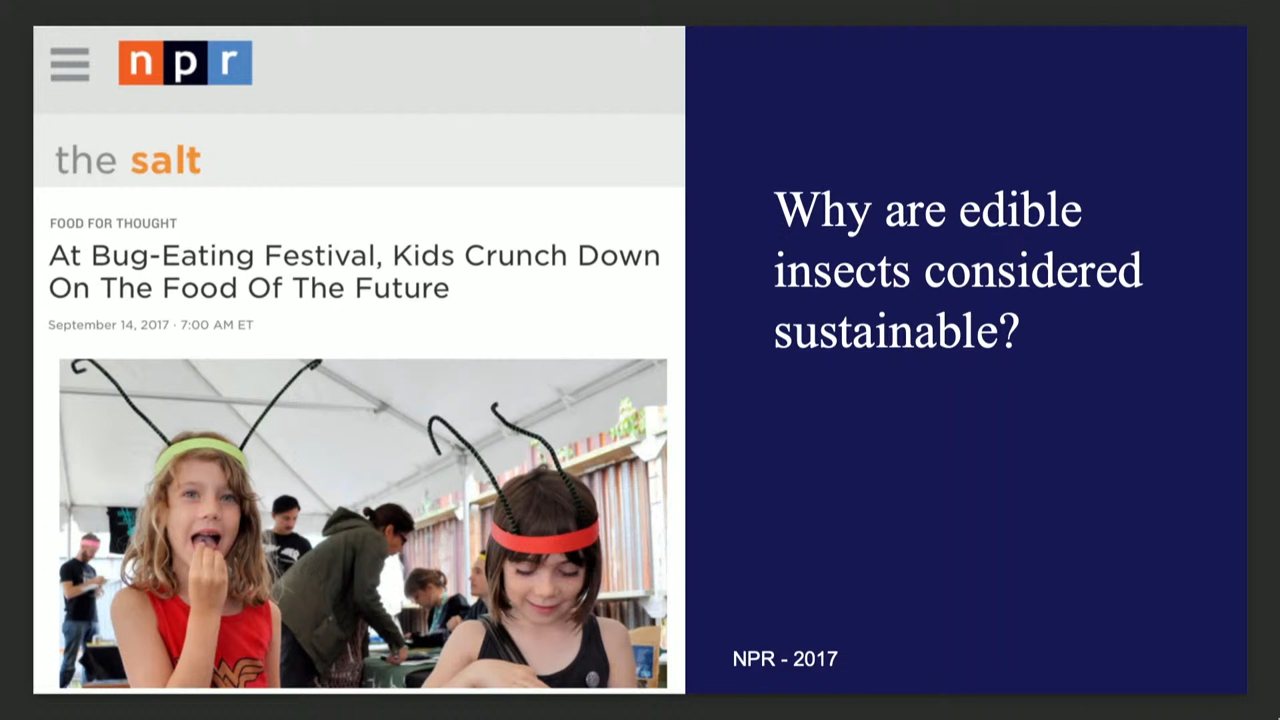 npr
the salt
FOOD FOR THOUGHT
At Bug-Eating Festival, Kids Crunch Down
On The Food Of The Future
September 14, 2017 · 7:00 AM ET
Why are edible
insects considered
sustainable?
NPR - 2017